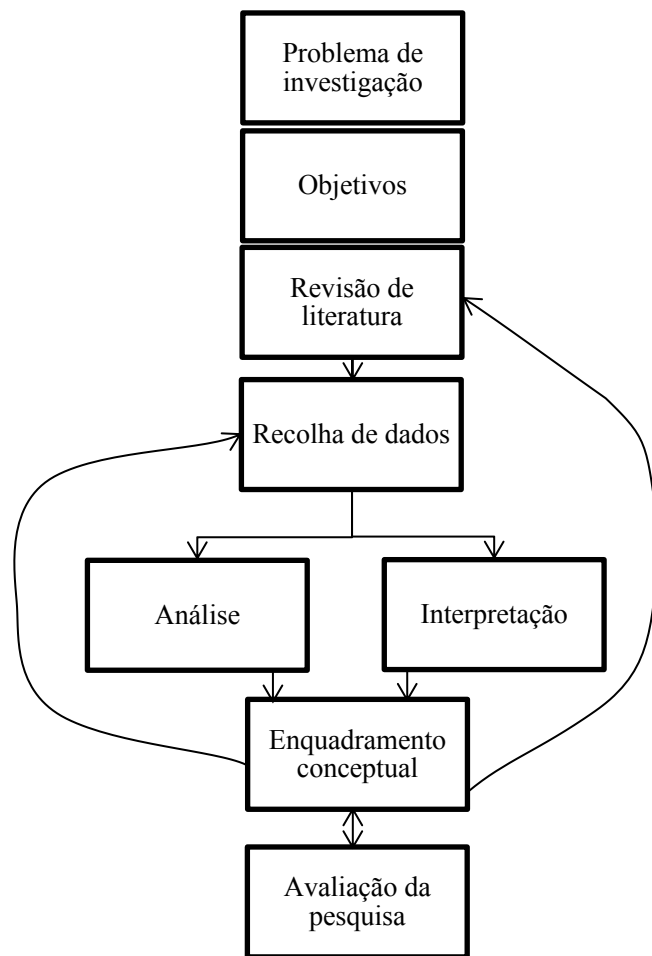 Problema de
investigação
Objetivos
Revisão de
literatura
Recolha de dados
Análise
Interpretação
Enquadramento
conceptual
Avaliação da
pesquisa